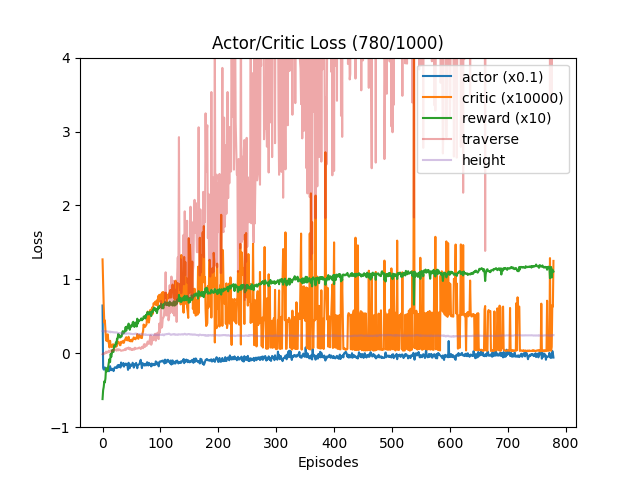 Actor/Critic Loss (780/1000)
4
3
2
1
0
−1
Loss
actor (x0.1)
critic (x10000)
reward (x10)
traverse
height
0 100 200 300 400 500 600 700 800
Episodes